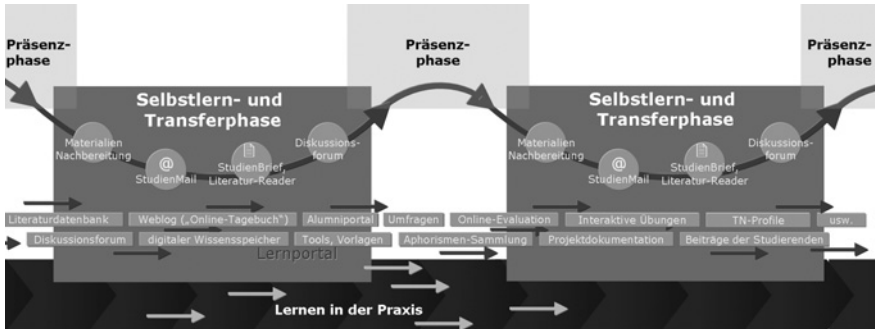 Präsenz-
phase
Präsenz-
phase
Präsenz-
phase
Selbstlern- und
Transferphase
Materialien
Nachbereitung
@
StudienMail
StudienBrief,
Literatur-Reader
Diskussions-
forum
Selbstlern- und
Transferphase
Materialien
Nachbereitung
@
StudienMail
StudienBrief,
Literatur-Reader
Diskussions-
forum
Literaturdatenbank Weblog („Online-Tagebuch“) Alumniportal Umfragen Online-Evaluation Interaktive Übungen TN-Profile usw.
Diskussionsforum digitaler Wissensspeicher Tools, Vorlagen Aphorismen-Sammlung Projektdokumentation Beiträge der Studierenden
Lernportal
Lernen in der Praxis